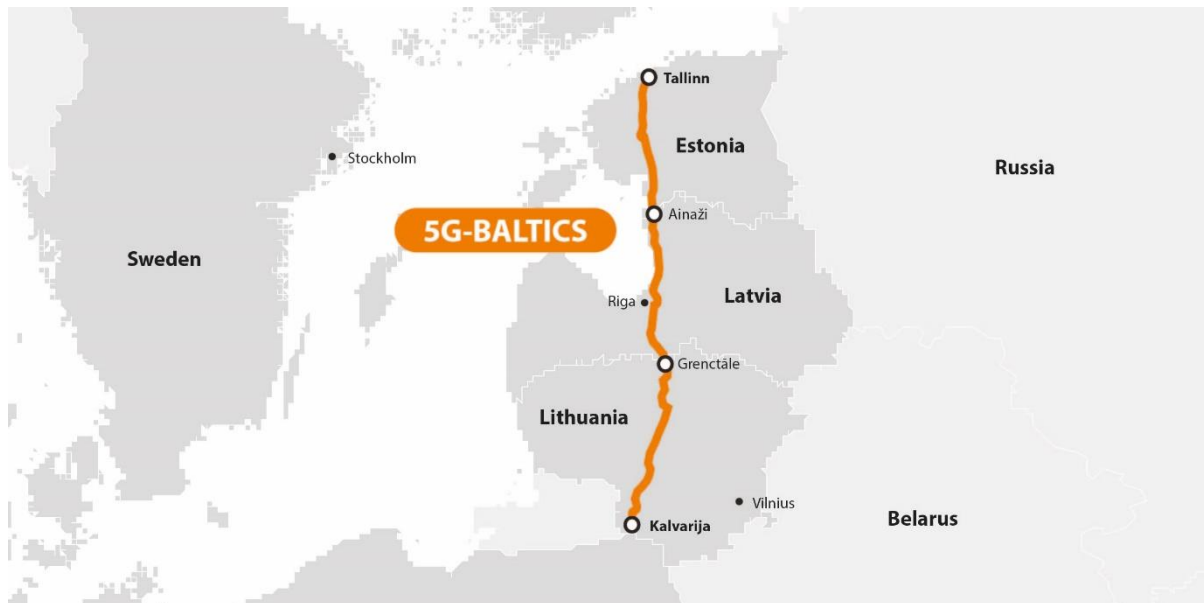 Tallinn
Estonia
Stockholm
Russia
Ainaži
5G-BALTICS
Sweden
Riga
Latvia
Grenctāle
Lithuania
Vilnius
Belarus
Kalvarija